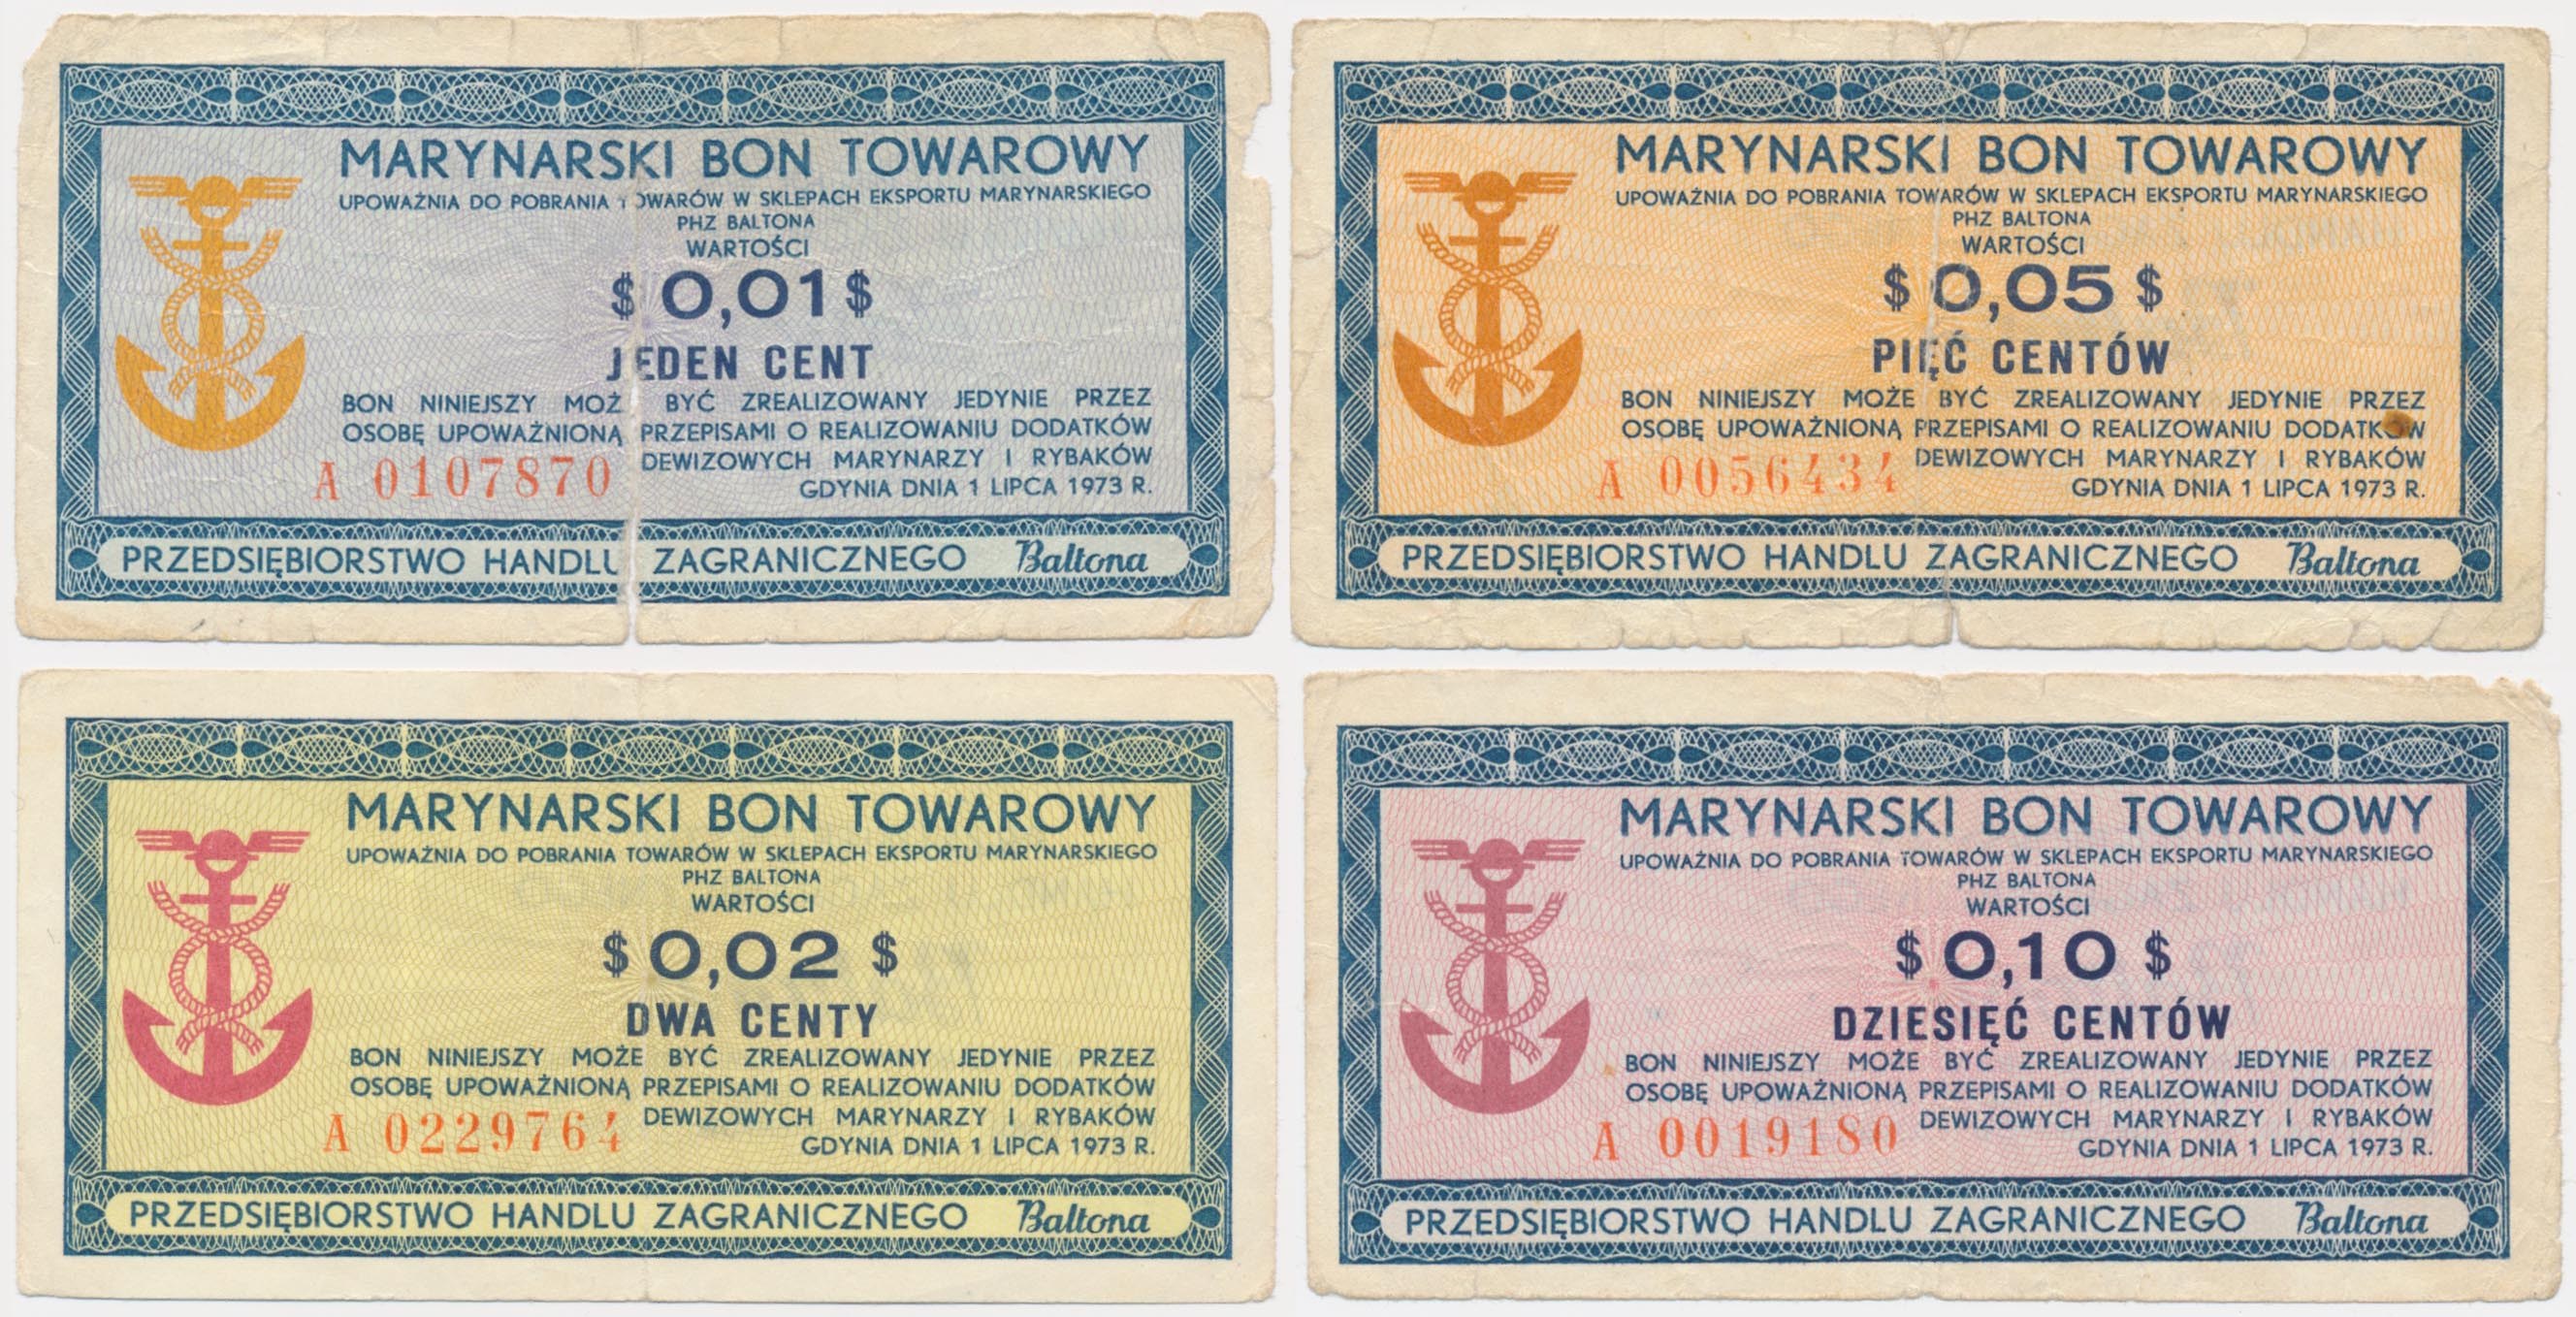 MARYNARSKI BON TOWAROWY
UPOWAŻNIA DO POBRANIA TOWARÓW W SKLEPACH EKSPORTU MARYNARSKIEGO
PHZ BALTONA
WARTOŚCI
$ 0,01 $
JEDEN CENT
BON NINIEJSZY MOŻ BYĆ ZREALIZOWANY JEDYNIE PRZEZ
OSOBĘ UPOWAŻNIONĄ PRZEPISAMI O REALIZOWANIU DODATKÓW
DEWIZOWYCH MARYNARZY I RYBAKÓW
A 0107870
GDYNIA DNIA 1 LIPCA 1973 R.
PRZEDSIĘBIORSTWO HANDLU ZAGRANICZNEGO Baltona
MARYNARSKI BON TOWAROWY
UPOWAŻNIA DO POBRANIA TOWARÓW W SKLEPACH EKSPORTU MARYNARSKIEGO
PHZ BALTONA
WARTOŚCI
$ 0,05 $
PIĘĆ CENTÓW
BON NINIEJSZY MOŻE BYĆ ZREALIZOWANY JEDYNIE PRZEZ
OSOBĘ UPOWAŻNIONĄ PRZEPISAMI O REALIZOWANIU DODATKÓW
DEWIZOWYCH MARYNARZY I RYBAKÓW
A 0056434
GDYNIA DNIA 1 LIPCA 1973 R.
PRZEDSIĘBIORSTWO HANDLU ZAGRANICZNEGO Baltona
MARYNARSKI BON TOWAROWY
UPOWAŻNIA DO POBRANIA TOWARÓW W SKLEPACH EKSPORTU MARYNARSKIEGO
PHZ BALTONA
WARTOŚCI
$ 0,02 $
DWA CENTY
BON NINIEJSZY MOŻE BYĆ ZREALIZOWANY JEDYNIE PRZEZ
OSOBĘ UPOWAŻNIONĄ PRZEPISAMI O REALIZOWANIU DODATKÓW
DEWIZOWYCH MARYNARZY I RYBAKÓW
A 0229764
GDYNIA DNIA 1 LIPCA 1973 R.
PRZEDSIĘBIORSTWO HANDLU ZAGRANICZNEGO Baltona
MARYNARSKI BON TOWAROWY
UPOWAŻNIA DO POBRANIA TOWARÓW W SKLEPACH EKSPORTU MARYNARSKIEGO
PHZ BALTONA
WARTOŚCI
$ 0,10 $
DZIESIĘĆ CENTÓW
BON NINIEJSZY MOŻE BYĆ ZREALIZOWANY JEDYNIE PRZEZ
OSOBĘ UPOWAŻNIONĄ PRZEPISAMI O REALIZOWANIU DODATKÓW
DEWIZOWYCH MARYNARZY I RYBAKÓW
A 0019180
GDYNIA DNIA 1 LIPCA 1973 R.
PRZEDSIĘBIORSTWO HANDLU ZAGRANICZNEGO Baltona